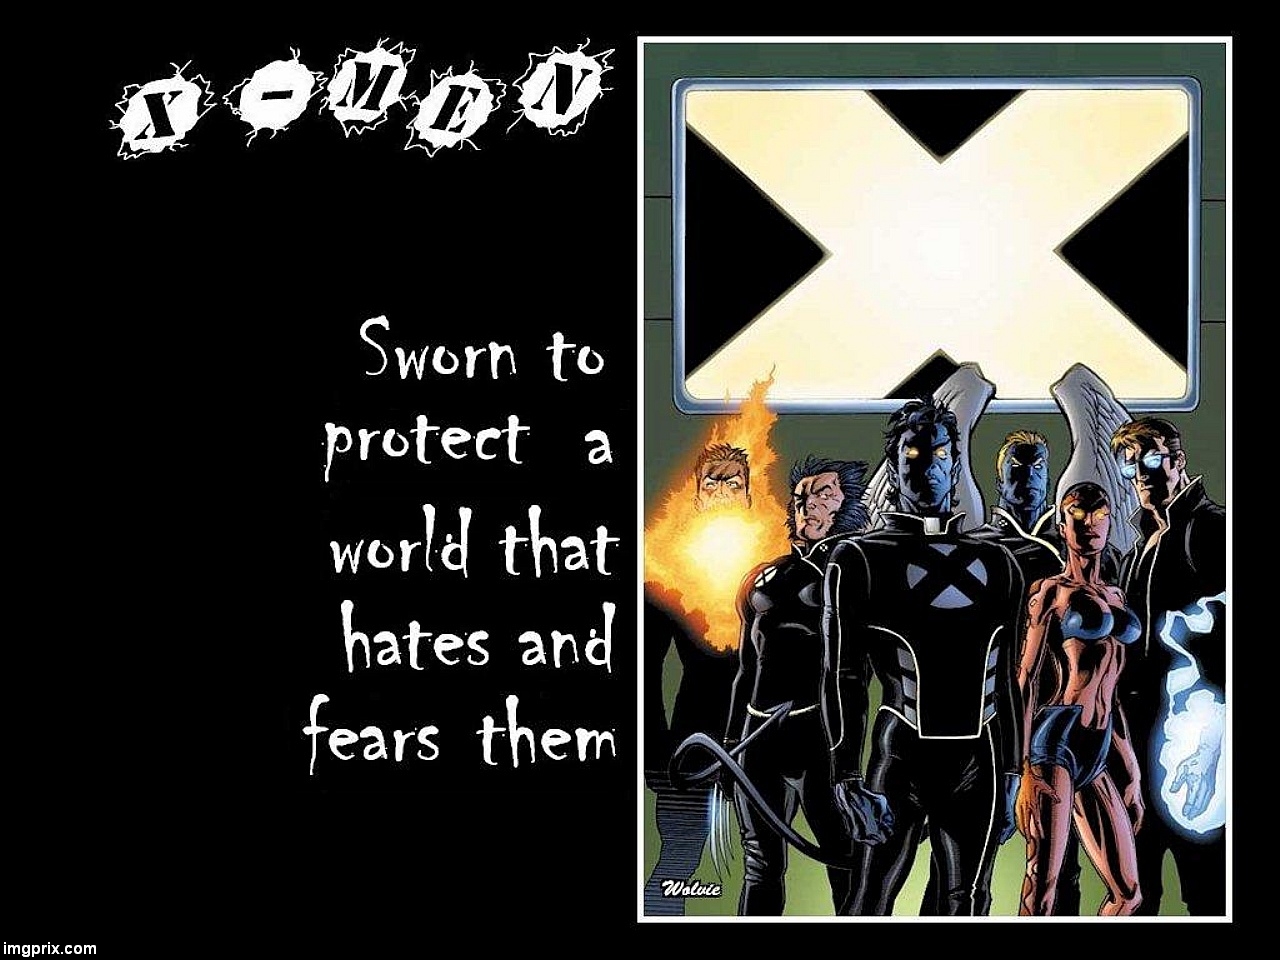 X-MEN
Sworn to
protect a
world that
hates and
fears them
Wolvie
imgprix.com